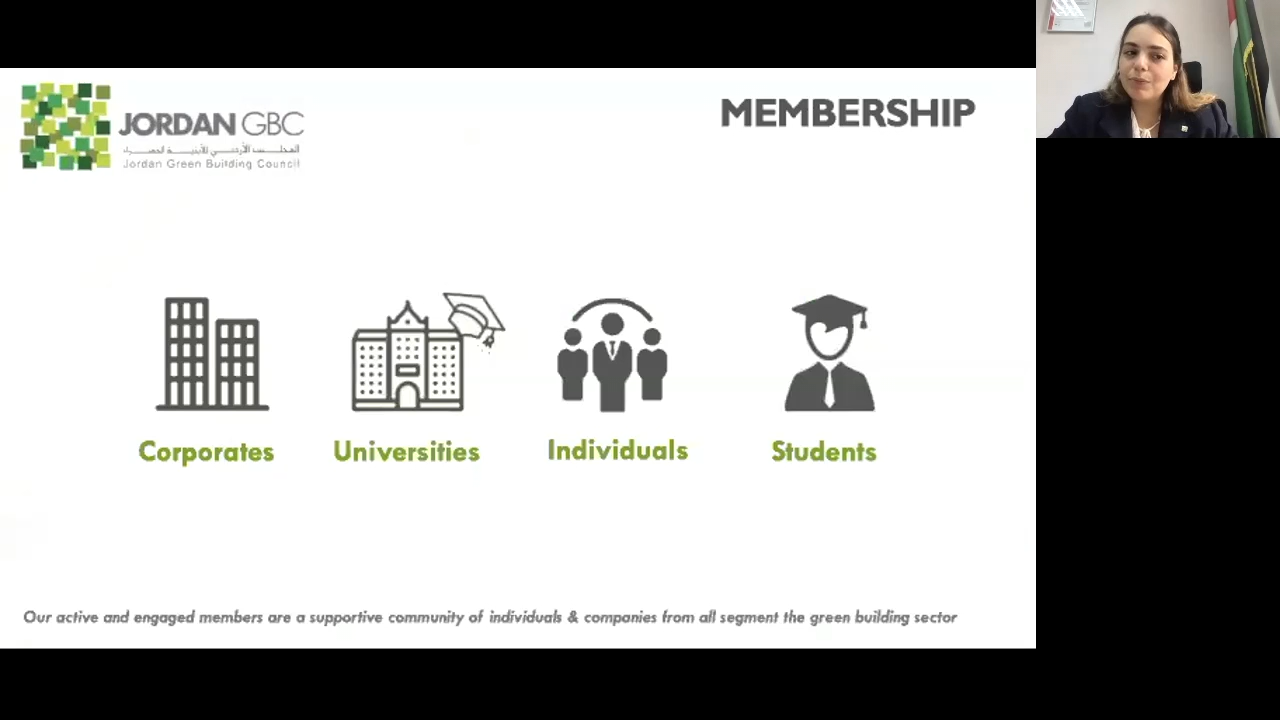 JORDAN GBC
المجلس الأردني للأبنية الخضراء
Jordan Green Building Council
MEMBERSHIP
Corporates
Universities
Individuals
Students
Our active and engaged members are a supportive community of individuals & companies from all segment the green building sector